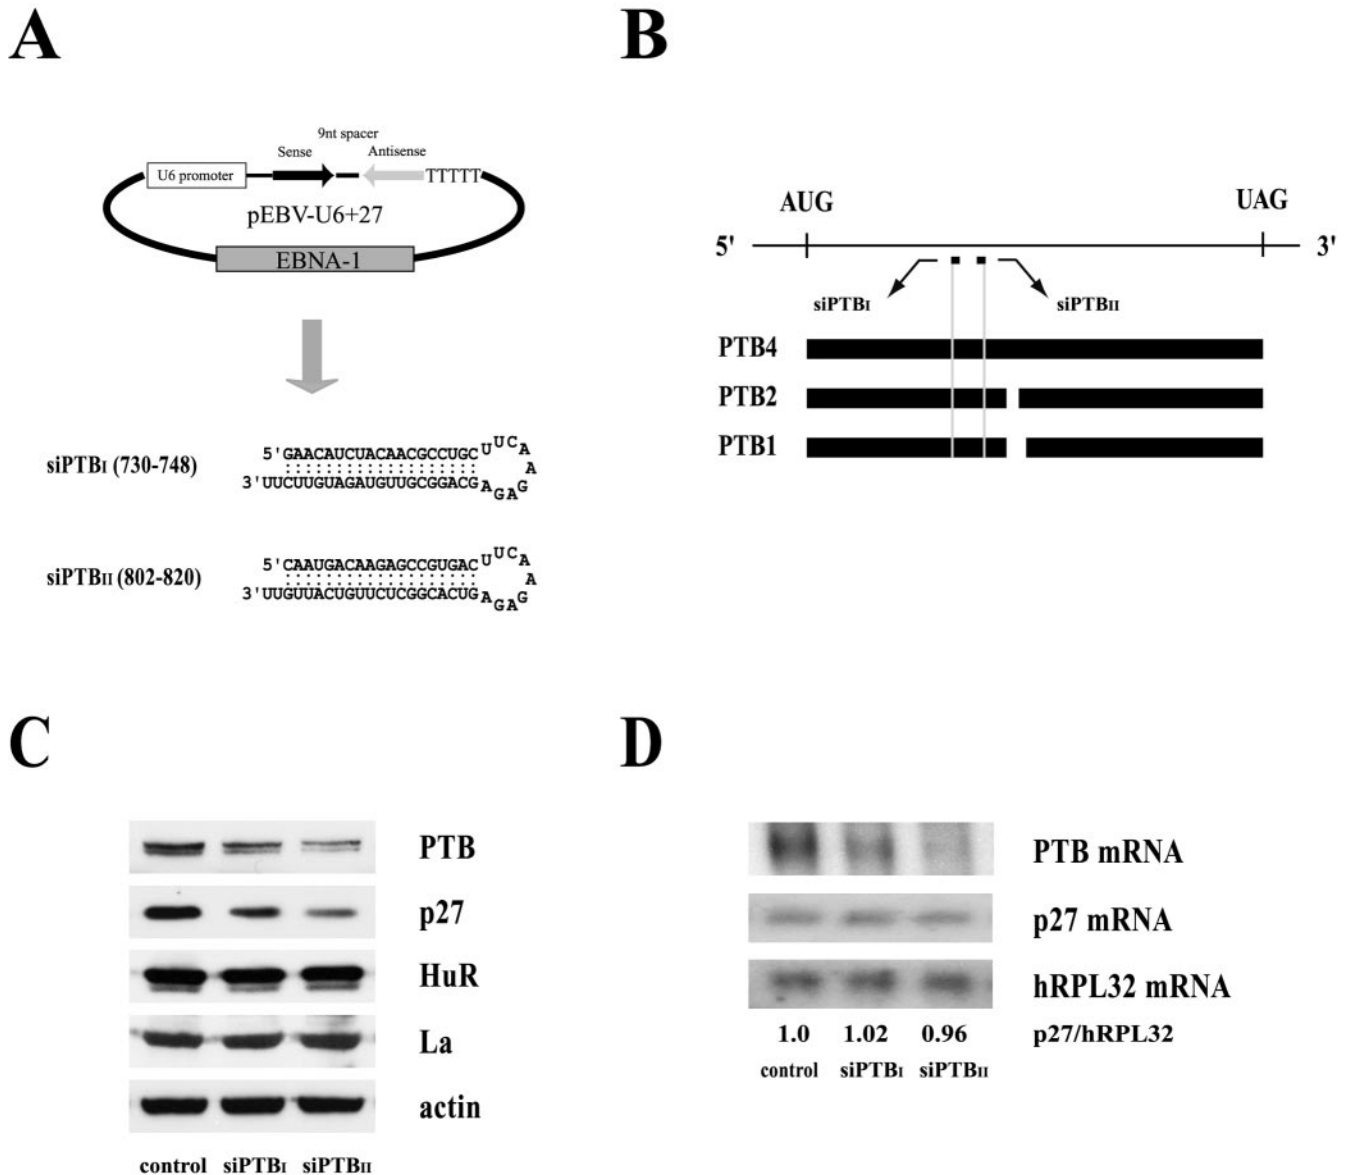 A
9nt spacer
Sense
Antisense
U6 promoter
TTTTT
pEBV-U6+27
EBNA-1
siPTBI (730-748)
5'GAACAUCUACAACGCCUGCUUCAAGAGA
3'UUCUUGUAGAUGUUGCGGACG
siPTBII (802-820)
5'CAAUGACAAGAGCCGUGACUUCAAGAGA
3'UUGUUACUGUUCUCGGCACUG
B
AUG
UAG
5'
3'
siPTBI
siPTBII
PTB4
PTB2
PTB1
C
PTB
p27
HuR
La
actin
control siPTBI siPTBII
D
PTB mRNA
p27 mRNA
hRPL32 mRNA
1.0 1.02 0.96 p27/hRPL32
control siPTBI siPTBII